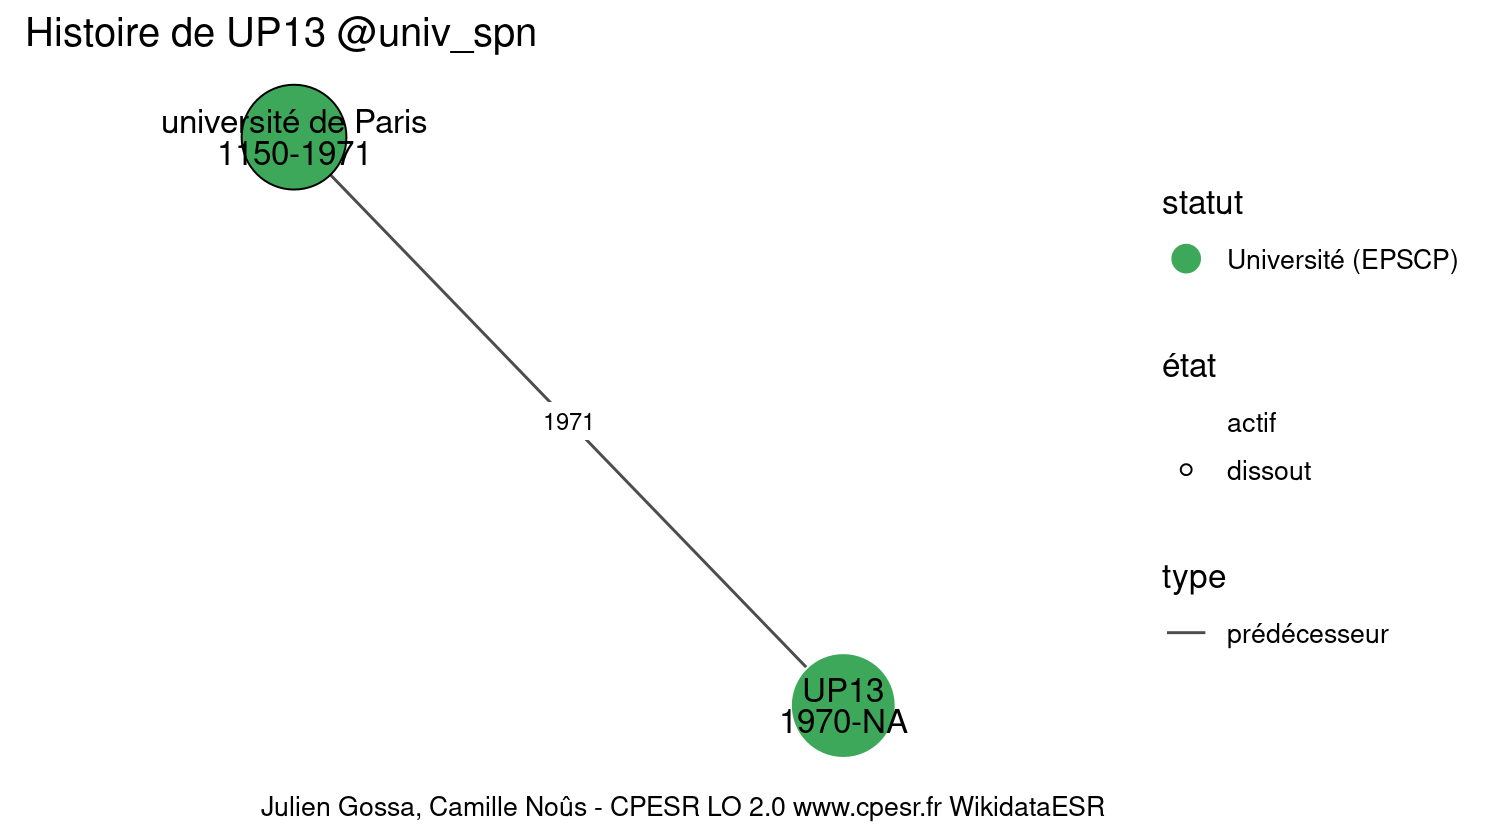 Histoire de UP13 @univ_spn
université de Paris
1150-1971
1971
UP13
1970-NA
statut
Université (EPSCP)
état
actif
dissout
type
prédécesseur
Julien Gossa, Camille Noûs - CPESR LO 2.0 www.cpesr.fr WikidataESR